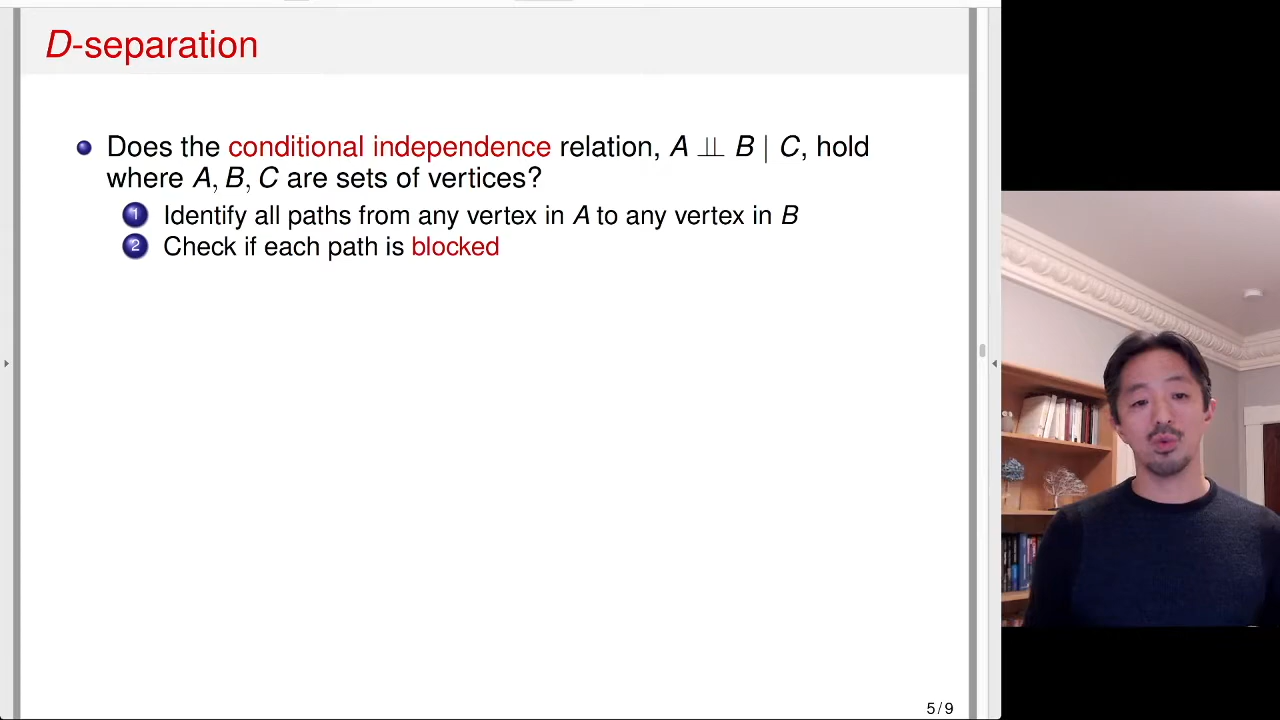 D-separation
Does the conditional independence relation, A ⫫ B | C, hold
where A, B, C are sets of vertices?
1 Identify all paths from any vertex in A to any vertex in B
2 Check if each path is blocked
5 / 9